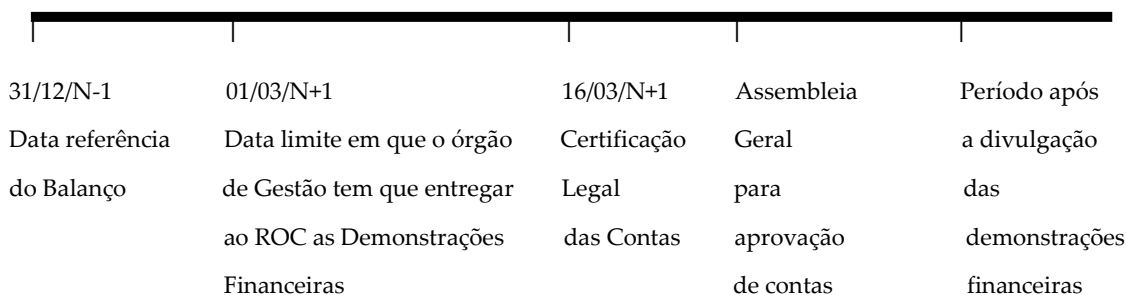 31/12/N-1
Data referência
do Balanço
01/03/N+1
Data limite em que o órgão
de Gestão tem que entregar
ao ROC as Demonstrações
Financeiras
16/03/N+1
Certificação
Legal
das Contas
Assembleia
Geral
para
aprovação
de contas
Período após
a divulgação
das
demonstrações
financeiras